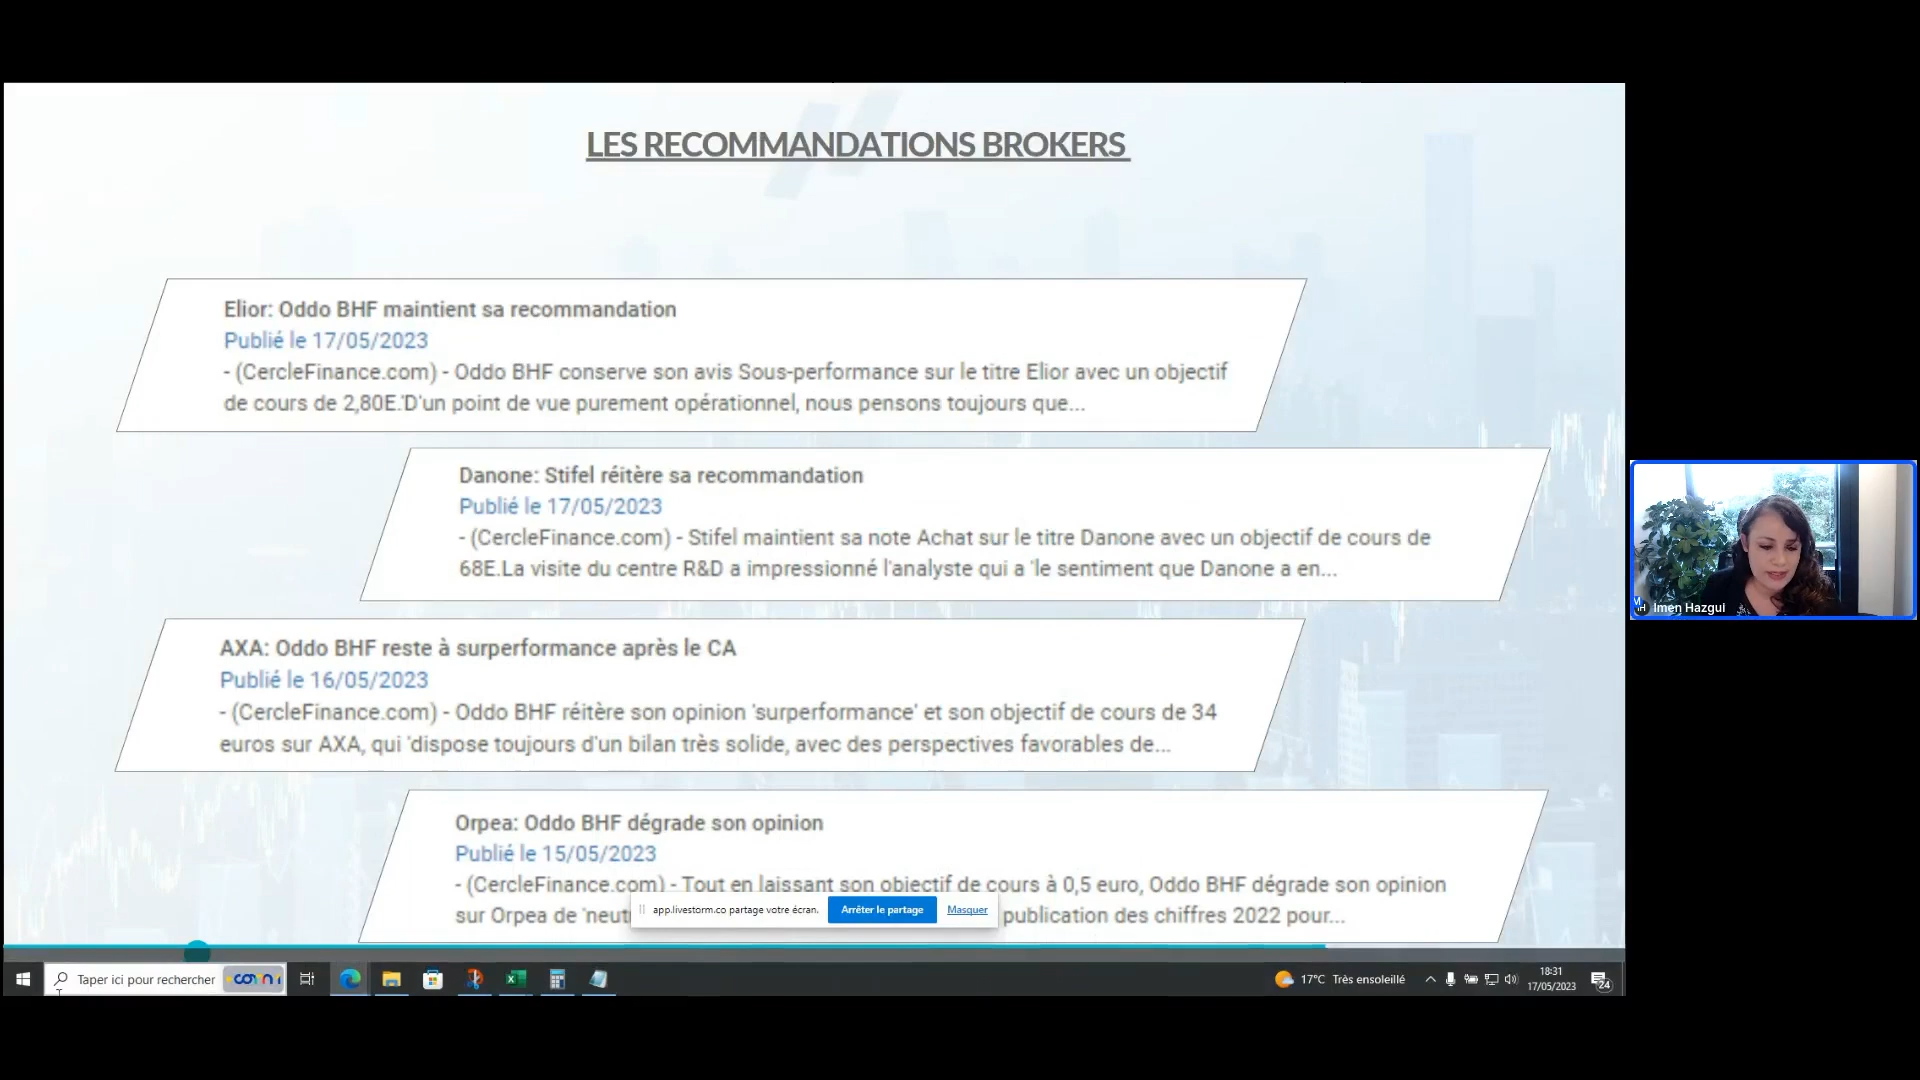 LES RECOMMANDATIONS BROKERS
Elior: Oddo BHF maintient sa recommandation
Publié le 17/05/2023
- (CercleFinance.com) - Oddo BHF conserve son avis Sous-performance sur le titre Elior avec un objectif
de cours de 2,80E.'D'un point de vue purement opérationnel, nous pensons toujours que...
Danone: Stifel réitère sa recommandation
Publié le 17/05/2023
- (CercleFinance.com) - Stifel maintient sa note Achat sur le titre Danone avec un objectif de cours de
68E.La visite du centre R&D a impressionné l'analyste qui a 'le sentiment que Danone a en...
AXA: Oddo BHF reste à surperformance après le CA
Publié le 16/05/2023
- (CercleFinance.com) - Oddo BHF réitère son opinion 'surperformance' et son objectif de cours de 34
euros sur AXA, qui 'dispose toujours d'un bilan très solide, avec des perspectives favorables de...
Orpea: Oddo BHF dégrade son opinion
Publié le 15/05/2023
- (CercleFinance.com) - Tout en laissant son objectif de cours à 0,5 euro, Oddo BHF dégrade son opinion
sur Orpea de 'neut publication des chiffres 2022 pour...
app.livestorm.co partage votre écran. Arrêter le partage Masquer
Imen Hazgui
Taper ici pour rechercher
17°C Très ensoleillé
18:31
17/05/2023
24